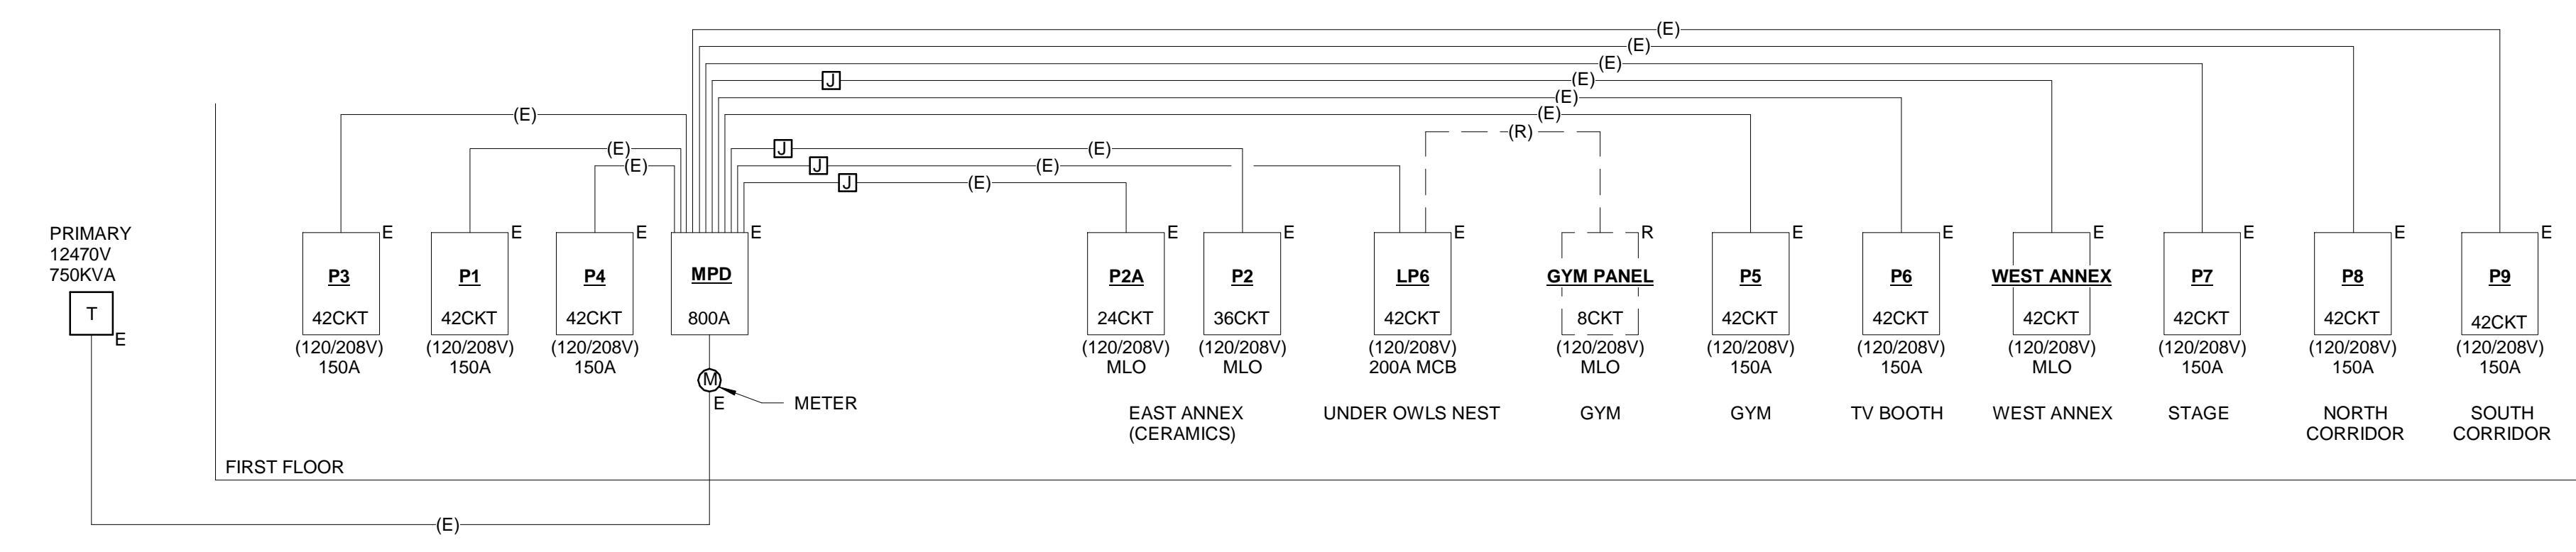 (E)
(E)
(E)
J
(E)
(E)
(E)
(E)
(R)
(E)
J
(E)
(E)
J
(E)
J
(E)
PRIMARY
12470V
750KVA
T
E
E
P3
42CKT
(120/208V)
150A
E
P1
42CKT
(120/208V)
150A
E
P4
42CKT
(120/208V)
150A
E
MPD
800A
M
E
METER
E
P2A
24CKT
(120/208V)
MLO
E
P2
36CKT
(120/208V)
MLO
EAST ANNEX
(CERAMICS)
E
LP6
42CKT
(120/208V)
200A MCB
UNDER OWLS NEST
R
GYM PANEL
8CKT
(120/208V)
MLO
GYM
E
P5
42CKT
(120/208V)
150A
GYM
E
P6
42CKT
(120/208V)
150A
TV BOOTH
E
WEST ANNEX
42CKT
(120/208V)
MLO
WEST ANNEX
E
P7
42CKT
(120/208V)
150A
STAGE
E
P8
42CKT
(120/208V)
150A
NORTH
CORRIDOR
E
P9
42CKT
(120/208V)
150A
SOUTH
CORRIDOR
FIRST FLOOR
(E)